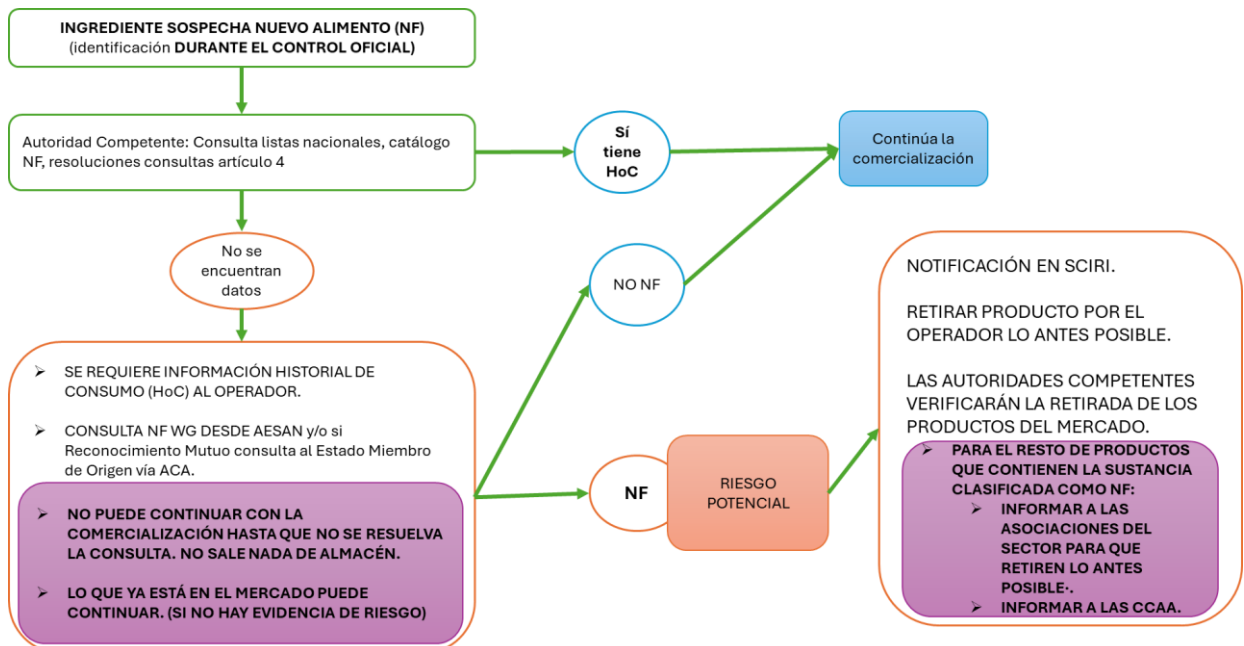 INGREDIENTE SOSPECHA NUEVO ALIMENTO (NF)
(identificación DURANTE EL CONTROL OFICIAL)
Autoridad Competente: Consulta listas nacionales, catálogo
NF, resoluciones consultas artículo 4
Sí
tiene
HoC
Continúa la
comercialización
No se
encuentran
datos
NO NF
➤ SE REQUIERE INFORMACIÓN HISTORIAL DE
CONSUMO (HoC) AL OPERADOR.
➤ CONSULTA NF WG DESDE AESAN y/o si
Reconocimiento Mutuo consulta al Estado Miembro
de Origen vía ACA.
➤ NO PUEDE CONTINUAR CON LA
COMERCIALIZACIÓN HASTA QUE NO SE RESUELVA
LA CONSULTA. NO SALE NADA DE ALMACÉN.
➤ LO QUE YA ESTÁ EN EL MERCADO PUEDE
CONTINUAR. (SI NO HAY EVIDENCIA DE RIESGO)
NF
RIESGO
POTENCIAL
NOTIFICACIÓN EN SCIRI.
RETIRAR PRODUCTO POR EL
OPERADOR LO ANTES POSIBLE.
LAS AUTORIDADES COMPETENTES
VERIFICARÁN LA RETIRADA DE LOS
PRODUCTOS DEL MERCADO.
➤ PARA EL RESTO DE PRODUCTOS
QUE CONTIENEN LA SUSTANCIA
CLASIFICADA COMO NF:
➤ INFORMAR A LAS
ASOCIACIONES DEL
SECTOR PARA QUE
RETIREN LO ANTES
POSIBLE·.
➤ INFORMAR A LAS CCAA.